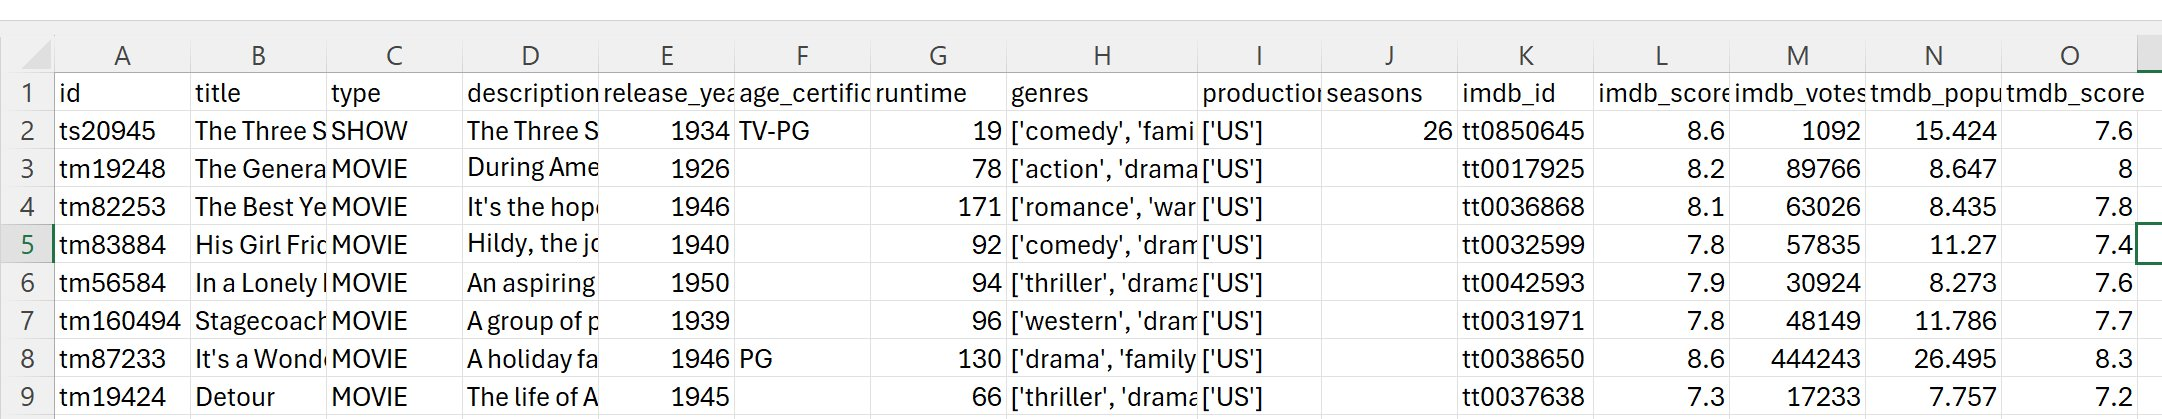 A B C D E F G H I J K L M N O
1 id title type description release_yea age_certific runtime genres production seasons imdb_id imdb_score imdb_votes tmdb_popu tmdb_score
2 ts20945 The Three S SHOW The Three S 1934 TV-PG 19 ['comedy', 'fami ['US'] 26 tt0850645 8.6 1092 15.424 7.6
3 tm19248 The Genera MOVIE During Ame 1926 78 ['action', 'drama ['US'] tt0017925 8.2 89766 8.647 8
4 tm82253 The Best Ye MOVIE It's the hope 1946 171 ['romance', 'war ['US'] tt0036868 8.1 63026 8.435 7.8
5 tm83884 His Girl Frid MOVIE Hildy, the jo 1940 92 ['comedy', 'dram ['US'] tt0032599 7.8 57835 11.27 7.4
6 tm56584 In a Lonely MOVIE An aspiring 1950 94 ['thriller', 'drama ['US'] tt0042593 7.9 30924 8.273 7.6
7 tm160494 Stagecoach MOVIE A group of p 1939 96 ['western', 'dram ['US'] tt0031971 7.8 48149 11.786 7.7
8 tm87233 It's a Wonde MOVIE A holiday fa 1946 PG 130 ['drama', 'family ['US'] tt0038650 8.6 444243 26.495 8.3
9 tm19424 Detour MOVIE The life of A 1945 66 ['thriller', 'drama ['US'] tt0037638 7.3 17233 7.757 7.2